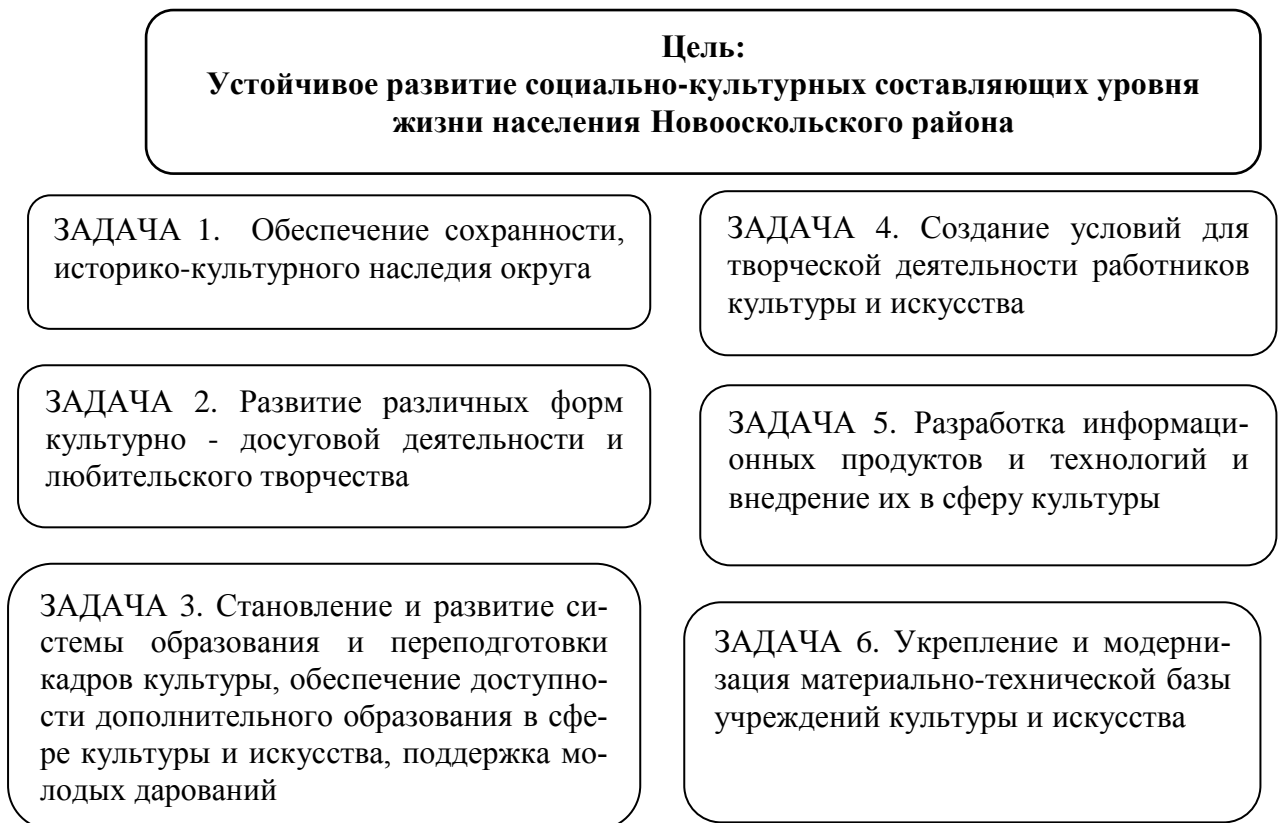 Цель:
Устойчивое развитие социально-культурных составляющих уровня
жизни населения Новооскольского района
ЗАДАЧА 1. Обеспечение сохранности,
историко-культурного наследия округа
ЗАДАЧА 2. Развитие различных форм
культурно - досуговой деятельности и
любительского творчества
ЗАДАЧА 3. Становление и развитие си-
стемы образования и переподготовки
кадров культуры, обеспечение доступно-
сти дополнительного образования в сфе-
ре культуры и искусства, поддержка мо-
лодых дарований
ЗАДАЧА 4. Создание условий для
творческой деятельности работников
культуры и искусства
ЗАДАЧА 5. Разработка информаци-
онных продуктов и технологий и
внедрение их в сферу культуры
ЗАДАЧА 6. Укрепление и модерни-
зация материально-технической базы
учреждений культуры и искусства